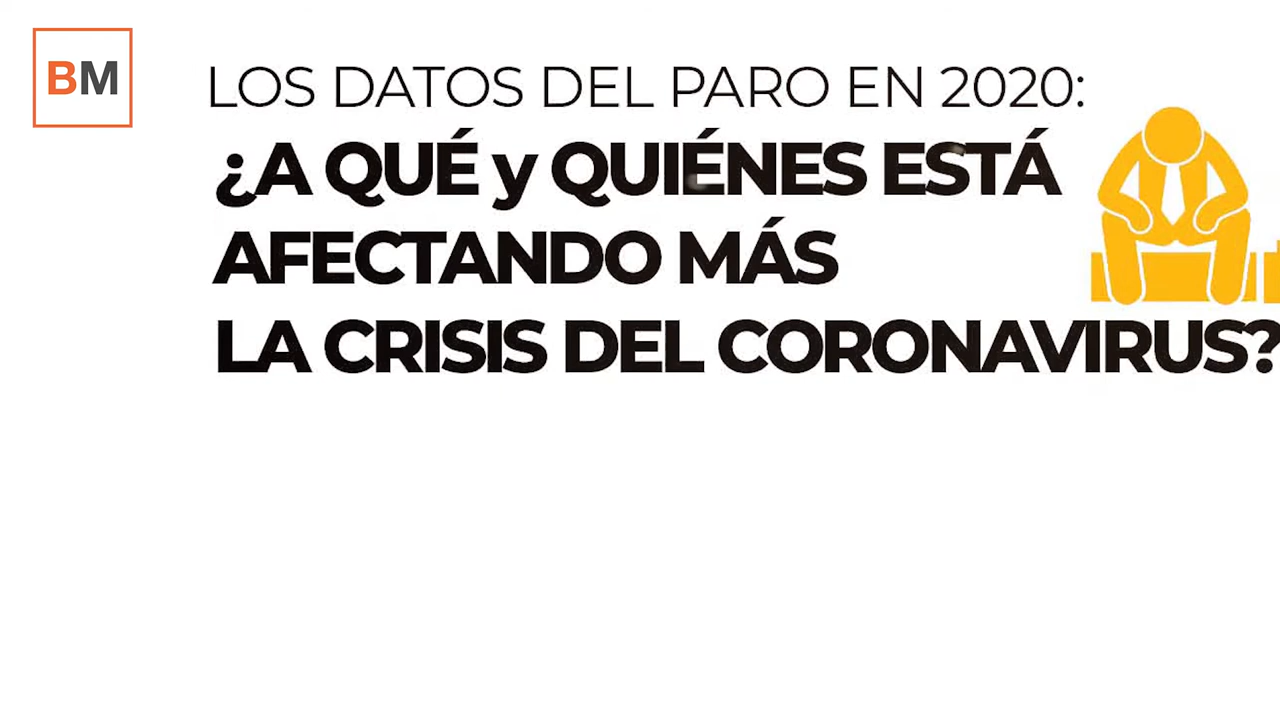 BM
LOS DATOS DEL PARO EN 2020:
¿A QUÉ y QUIÉNES ESTÁ
AFECTANDO MÁS
LA CRISIS DEL CORONAVIRUS?